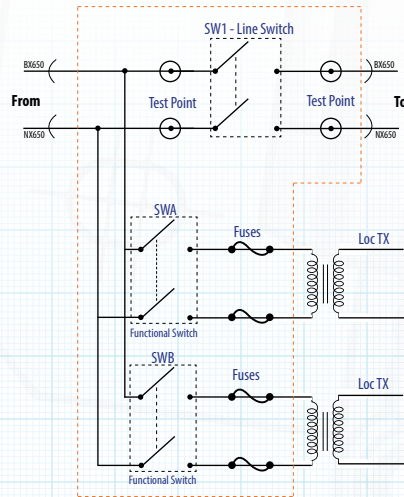 SW1 - Line Switch
BX650
BX650
From
Test Point
Test Point
To
NX650
NX650
SWA
Fuses
Loc TX
Functional Switch
SWB
Fuses
Loc TX
Functional Switch